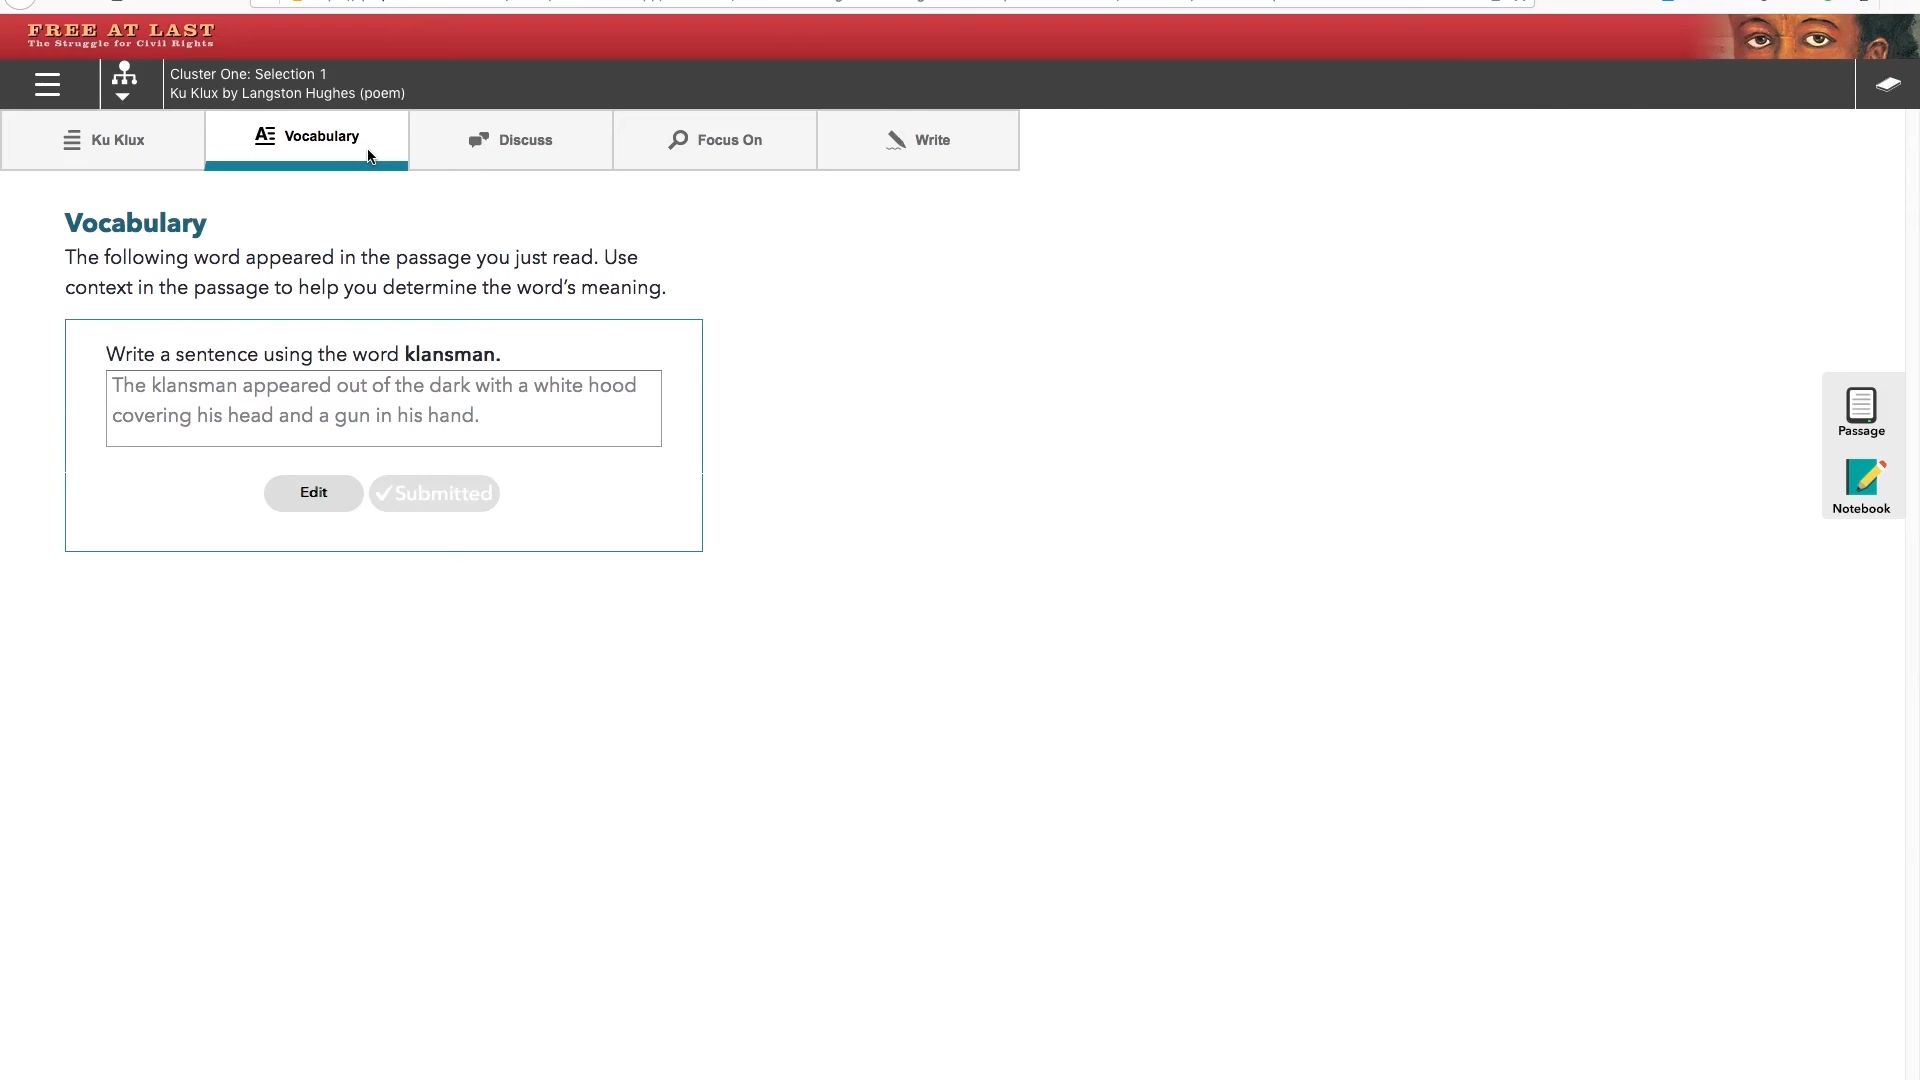 FREE AT LAST
The Struggle for Civil Rights
Cluster One: Selection 1
Ku Klux by Langston Hughes (poem)
Ku Klux
Vocabulary
Discuss
Focus On
Write
Vocabulary
The following word appeared in the passage you just read. Use
context in the passage to help you determine the word's meaning.
Write a sentence using the word klansman.
The klansman appeared out of the dark with a white hood
covering his head and a gun in his hand.
Edit
✓Submitted
Passage
Notebook